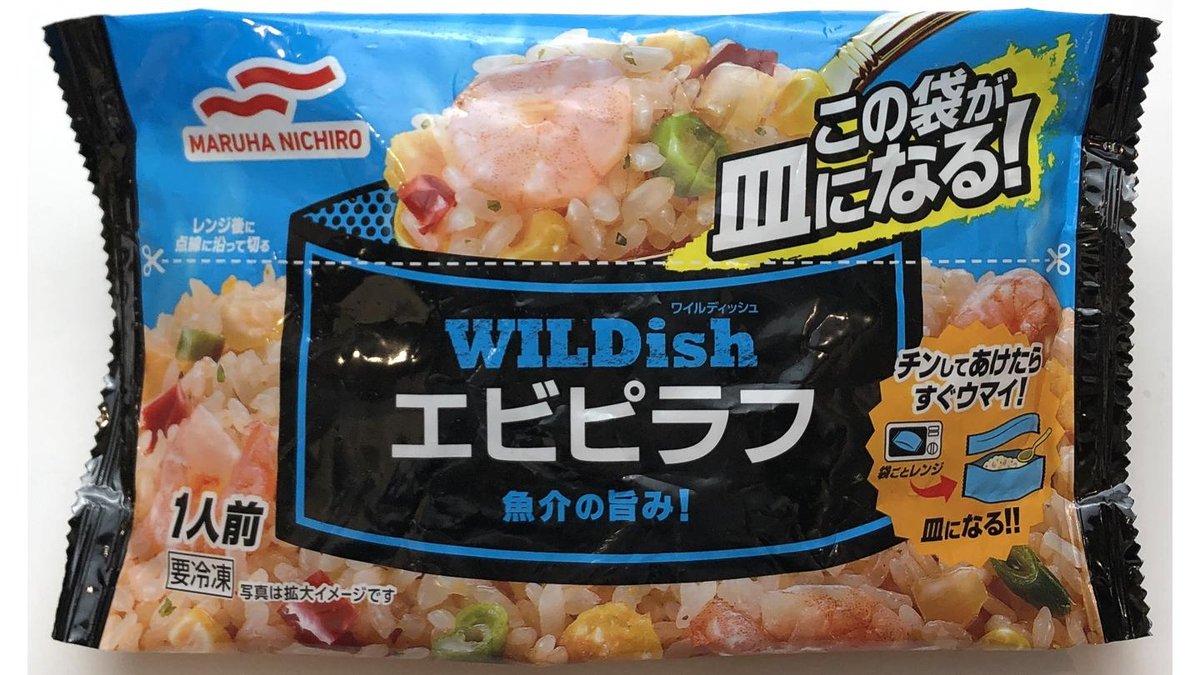 MARUHA NICHIRO
この袋が
皿になる!
レンジ後に
点線に沿って切る
ワイルディッシュ
WILDish
エビピラフ
魚介の旨み!
チンしてあけたら
すぐウマイ!
袋ごとレンジ
皿になる!!
1人前
要冷凍
写真は拡大イメージです